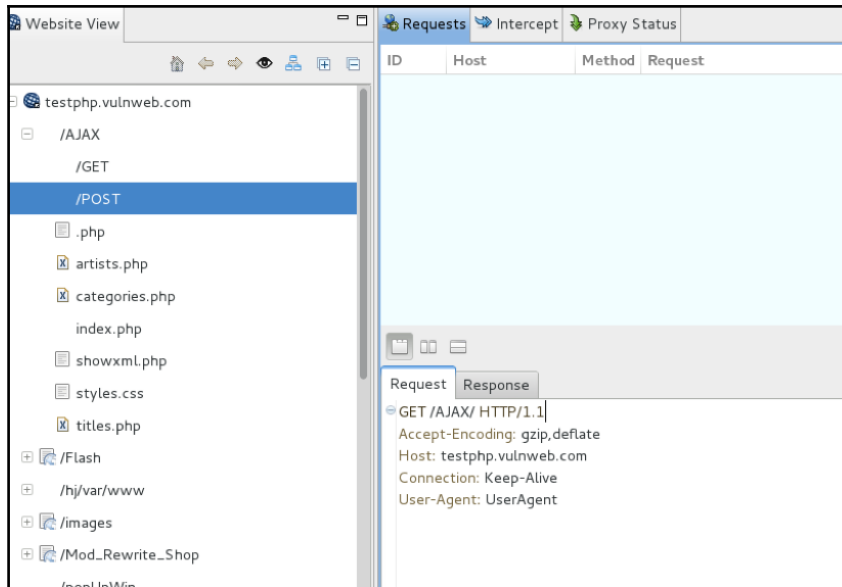 Website View
testphp.vulnweb.com
/AJAX
/GET
/POST
.php
artists.php
categories.php
index.php
showxml.php
styles.css
titles.php
/Flash
/hj/var/www
/images
/Mod_Rewrite_Shop
/popUpWin
Requests Intercept Proxy Status
ID Host Method Request
Request Response
GET /AJAX/ HTTP/1.1
Accept-Encoding: gzip,deflate
Host: testphp.vulnweb.com
Connection: Keep-Alive
User-Agent: UserAgent